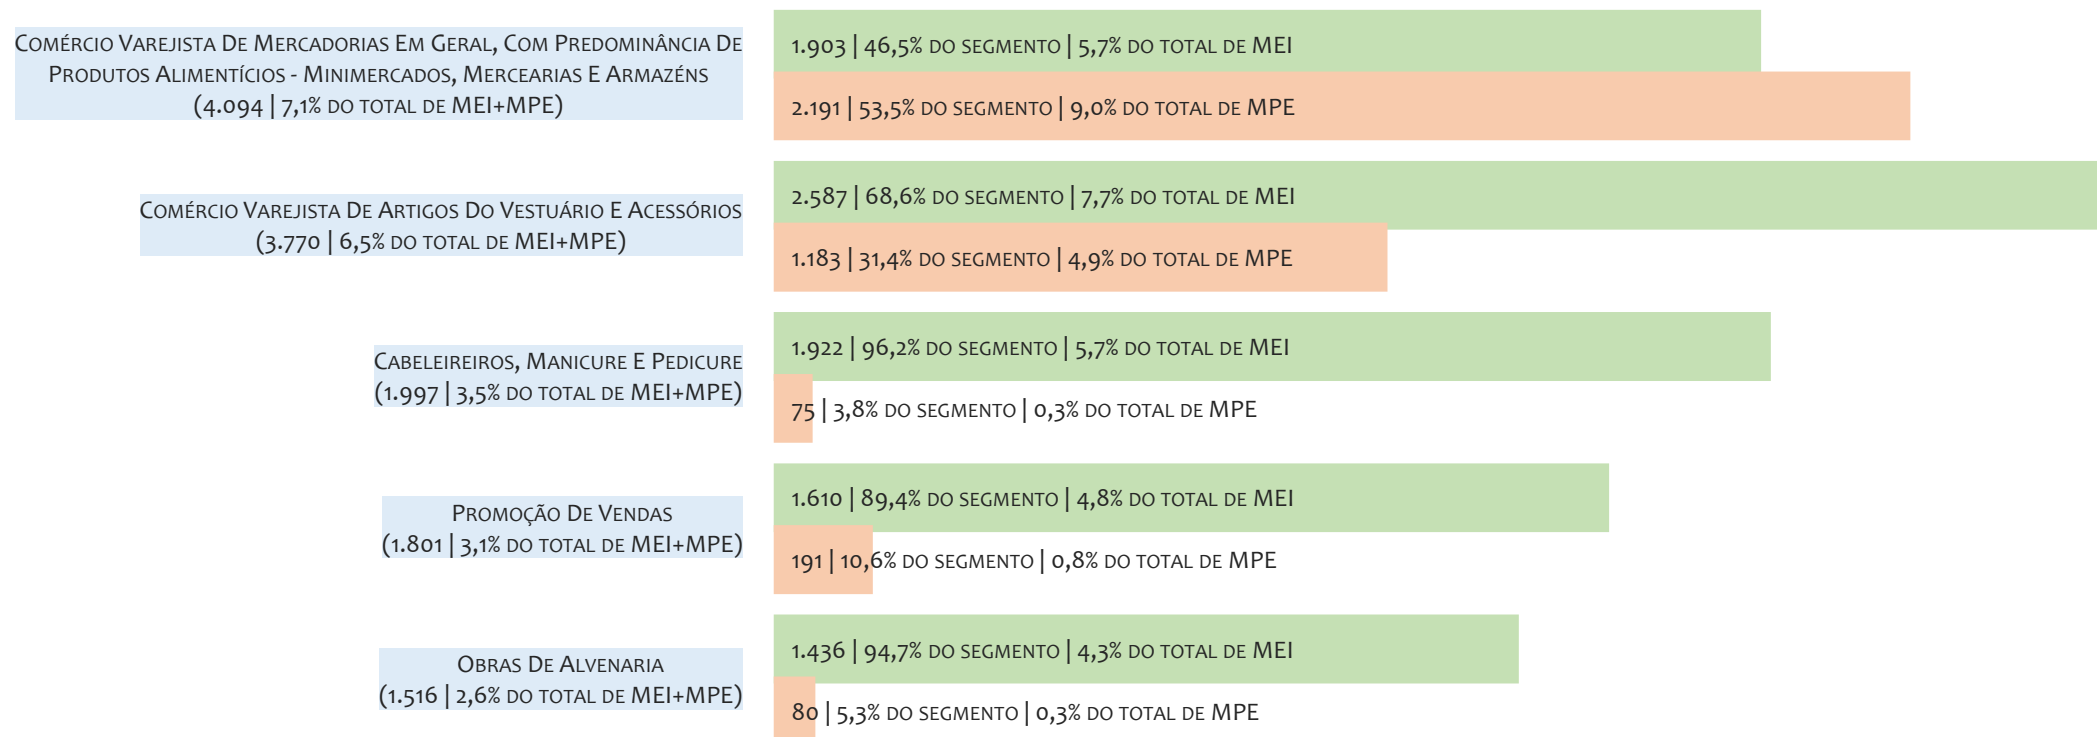 Comércio Varejista De Mercadorias Em Geral, Com Predominância De
Produtos Alimentícios - Minimercados, Mercearias E Armazéns
(4.094 | 7,1% do total de MEI+MPE)
1.903 | 46,5% do segmento | 5,7% do total de MEI
2.191 | 53,5% do segmento | 9,0% do total de MPE
Comércio Varejista De Artigos Do Vestuário E Acessórios
(3.770 | 6,5% do total de MEI+MPE)
2.587 | 68,6% do segmento | 7,7% do total de MEI
1.183 | 31,4% do segmento | 4,9% do total de MPE
Cabeleireiros, Manicure E Pedicure
(1.997 | 3,5% do total de MEI+MPE)
1.922 | 96,2% do segmento | 5,7% do total de MEI
75 | 3,8% do segmento | 0,3% do total de MPE
Promoção De Vendas
(1.801 | 3,1% do total de MEI+MPE)
1.610 | 89,4% do segmento | 4,8% do total de MEI
191 | 10,6% do segmento | 0,8% do total de MPE
Obras De Alvenaria
(1.516 | 2,6% do total de MEI+MPE)
1.436 | 94,7% do segmento | 4,3% do total de MEI
80 | 5,3% do segmento | 0,3% do total de MPE